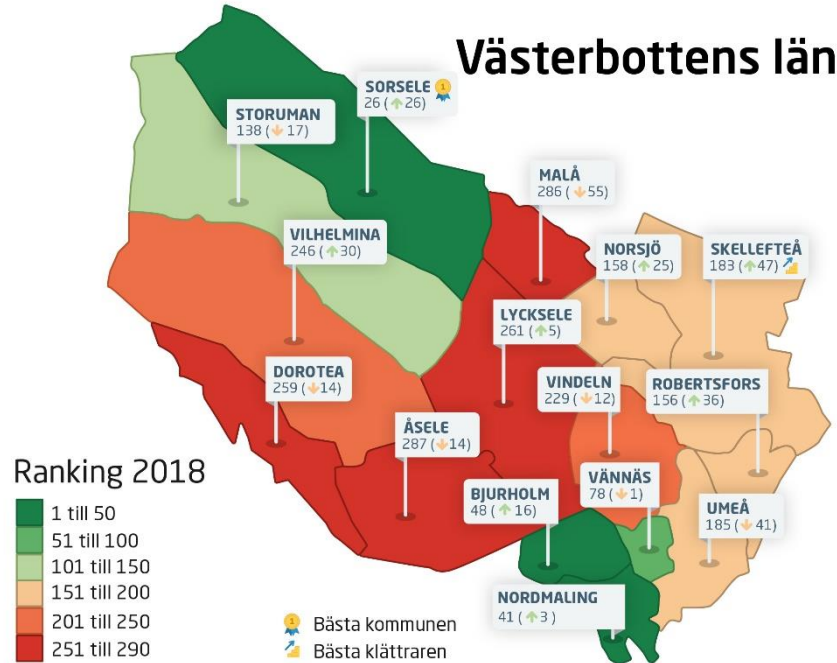 Västerbottens län
SORSELE
26 (↑26)
STORUMAN
138 (↓17)
MALÅ
286 (↓55)
VILHELMINA
246 (↑30)
NORSJÖ
158 (↑25)
SKELLEFTEÅ
183 (↑47)
LYCKSELE
261 (↑5)
DOROTEA
259 (↓14)
VINDELN
229 (↓12)
ROBERTSFORS
156 (↑36)
ÅSELE
287 (↓14)
BJURHOLM
48 (↑16)
VÄNNÄS
78 (↓1)
UMEÅ
185 (↓41)
NORDMALING
41 (↑3)
Ranking 2018
1 till 50
51 till 100
101 till 150
151 till 200
201 till 250
251 till 290
1 Bästa kommunen
Bästa klättraren